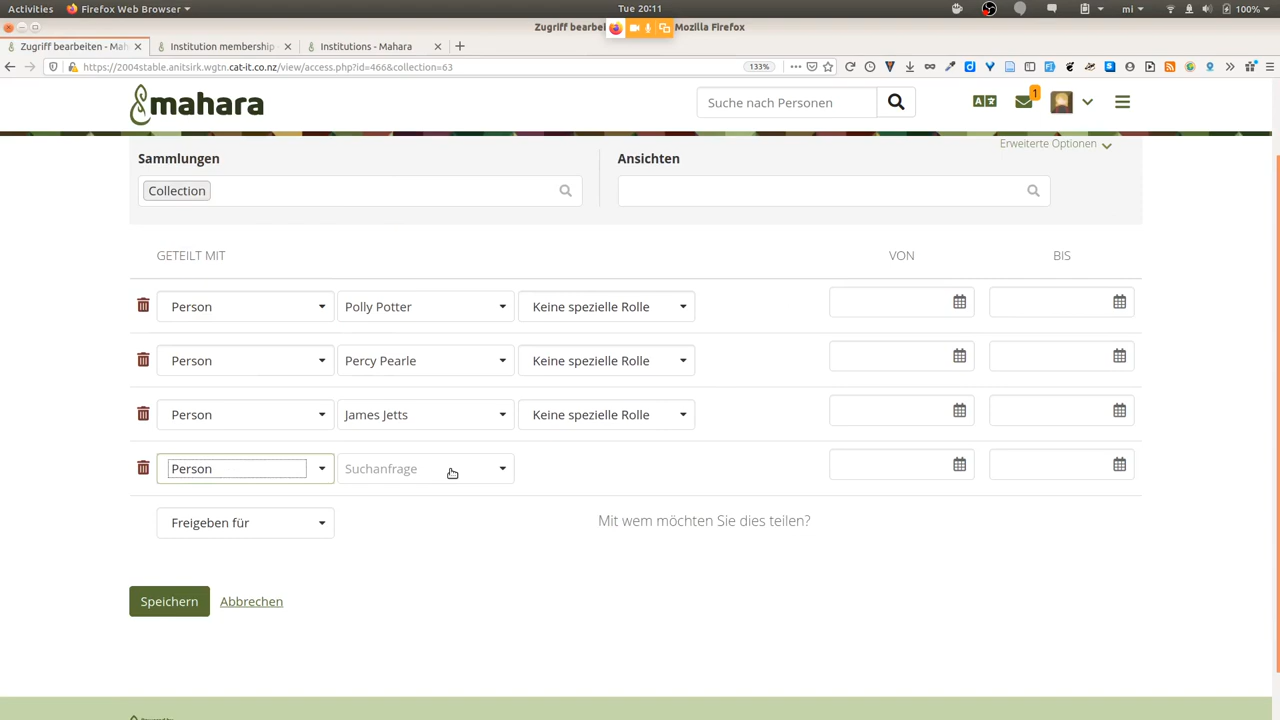 Activities Firefox Web Browser Tue 20:11 mi 100%
Zugriff bearbei Mozilla Firefox
Zugriff bearbeiten - Mah Institution membership Institutions - Mahara
https://2004stable.anitsirk.wgtn.cat-it.co.nz/view/access.php?id=466&collection=63 133%
mahara Suche nach Personen 1
Erweiterte Optionen
Sammlungen Ansichten
Collection
GETEILT MIT VON BIS
Person Polly Potter Keine spezielle Rolle
Person Percy Pearle Keine spezielle Rolle
Person James Jetts Keine spezielle Rolle
Person Suchanfrage
Freigeben für Mit wem möchten Sie dies teilen?
Speichern Abbrechen